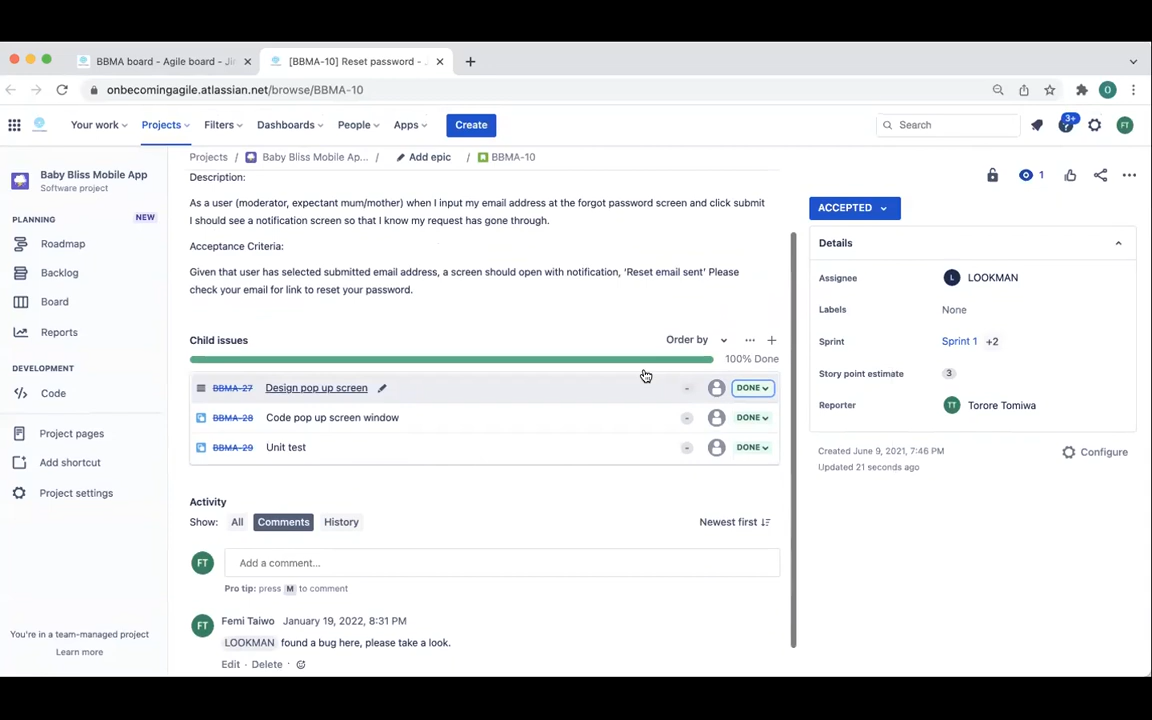 BBMA board - Agile board - Ji
[BBMA-10] Reset password -
onbecomingagile.atlassian.net/browse/BBMA-10
O
Your work
Projects
Filters
Dashboards
People
Apps
Create
Search
3+
FT
Baby Bliss Mobile App
Software project
PLANNING
NEW
Roadmap
Backlog
Board
Reports
DEVELOPMENT
Code
Project pages
Add shortcut
Project settings
You're in a team-managed project
Learn more
Projects / Baby Bliss Mobile Ap... / Add epic / BBMA-10
Description:
As a user (moderator, expectant mum/mother) when I input my email address at the forgot password screen and click submit
I should see a notification screen so that I know my request has gone through.
Acceptance Criteria:
Given that user has selected submitted email address, a screen should open with notification, 'Reset email sent' Please
check your email for link to reset your password.
Child issues
Order by
100% Done
BBMA-27 Design pop up screen - DONE
BBMA-28 Code pop up screen window - DONE
BBMA-29 Unit test - DONE
Activity
Show: All Comments History
Newest first
FT
Add a comment...
Pro tip: press M to comment
FT
Femi Taiwo January 19, 2022, 8:31 PM
LOOKMAN found a bug here, please take a look.
Edit · Delete ·
1
ACCEPTED
Details
Assignee L LOOKMAN
Labels None
Sprint Sprint 1 +2
Story point estimate 3
Reporter TT Torore Tomiwa
Created June 9, 2021, 7:46 PM
Updated 21 seconds ago
Configure